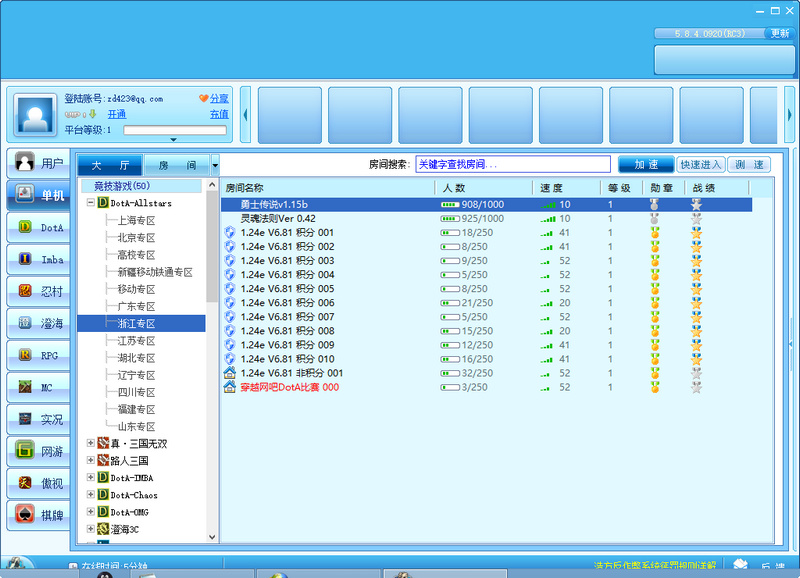 5.8.4.0920(RC3) 更新
登陆账号:zd423@qq.com 分享
开通 充值
平台等级:1
用户
单机
DotA
Imba
忍村
澄海
RPG
MC
实况
网游
傲视
棋牌
大厅 房间
房间搜索: 关键字查找房间... 加速 快速进入 测速
竞技游戏(50)
DotA-Allstars
上海专区
北京专区
高校专区
新疆移动铁通专区
移动专区
广东专区
浙江专区
江苏专区
湖北专区
辽宁专区
四川专区
福建专区
山东专区
真·三国无双
路人三国
DotA-IMBA
DotA-Chaos
DotA-OMG
澄海3C
房间名称 人数 速度 等级 勋章 战绩
勇士传说v1.15b 908/1000 10 1
灵魂法则Ver 0.42 925/1000 10 1
1.24e V6.81 积分 001 18/250 41 1
1.24e V6.81 积分 002 8/250 41 1
1.24e V6.81 积分 003 9/250 52 1
1.24e V6.81 积分 004 5/250 52 1
1.24e V6.81 积分 005 8/250 52 1
1.24e V6.81 积分 006 21/250 20 1
1.24e V6.81 积分 007 5/250 52 1
1.24e V6.81 积分 008 15/250 20 1
1.24e V6.81 积分 009 12/250 41 1
1.24e V6.81 积分 010 16/250 41 1
1.24e V6.81 非积分 001 32/250 52 1
穿越网吧DotA比赛 000 3/250 52 1
在线时间:5分钟